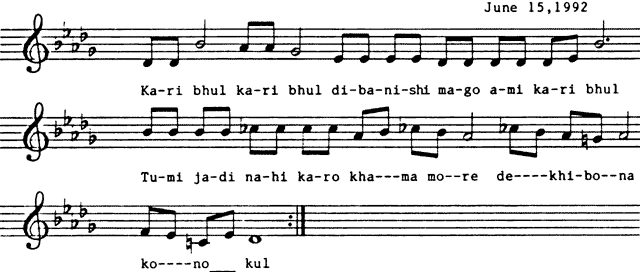 June 15,1992
Ka-ri bhul ka-ri bhul di-ba-ni-shi ma-go a-mi ka-ri bhul
Tu-mi ja-di na-hi ka-ro kha---ma mo--re de----khi-bo--na
ko----no___ kul